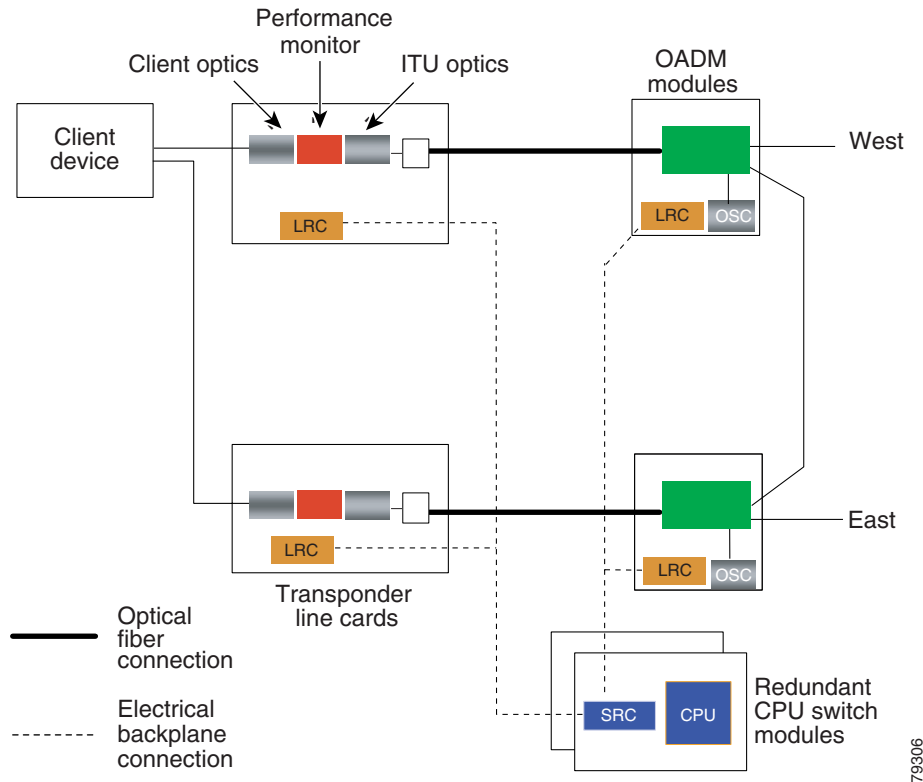 Performance
monitor
Client optics
ITU optics
OADM
modules
Client
device
West
LRC
LRC
OSC
East
LRC
LRC
OSC
Transponder
line cards
Optical
fiber
connection
Electrical
backplane
connection
SRC
CPU
Redundant
CPU switch
modules
79306